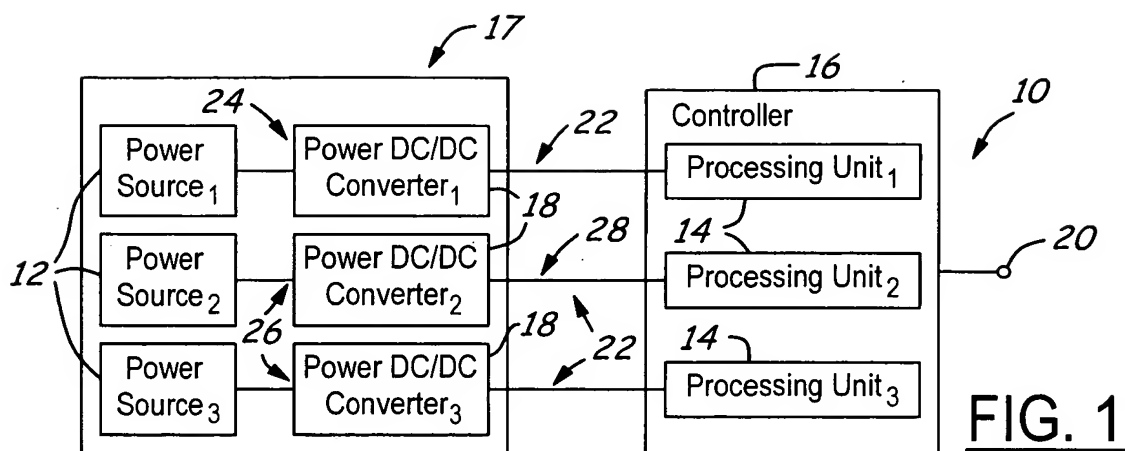 17
16
10
24
22
Controller
Power
Source1
Power DC/DC
Converter1
Processing Unit1
18
14
28
20
12
Power
Source2
Power DC/DC
Converter2
Processing Unit2
26
18
22
14
Power
Source3
Power DC/DC
Converter3
Processing Unit3
FIG. 1